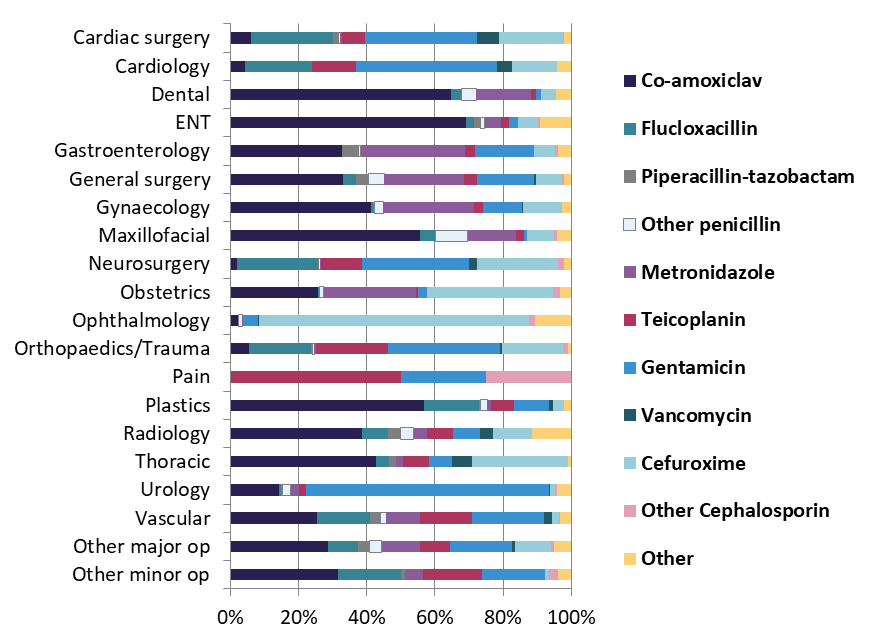 Cardiac surgery
Cardiology
Dental
ENT
Gastroenterology
General surgery
Gynaecology
Maxillofacial
Neurosurgery
Obstetrics
Ophthalmology
Orthopaedics/Trauma
Pain
Plastics
Radiology
Thoracic
Urology
Vascular
Other major op
Other minor op
0% 20% 40% 60% 80% 100%
Co-amoxiclav
Flucloxacillin
Piperacillin-tazobactam
Other penicillin
Metronidazole
Teicoplanin
Gentamicin
Vancomycin
Cefuroxime
Other Cephalosporin
Other